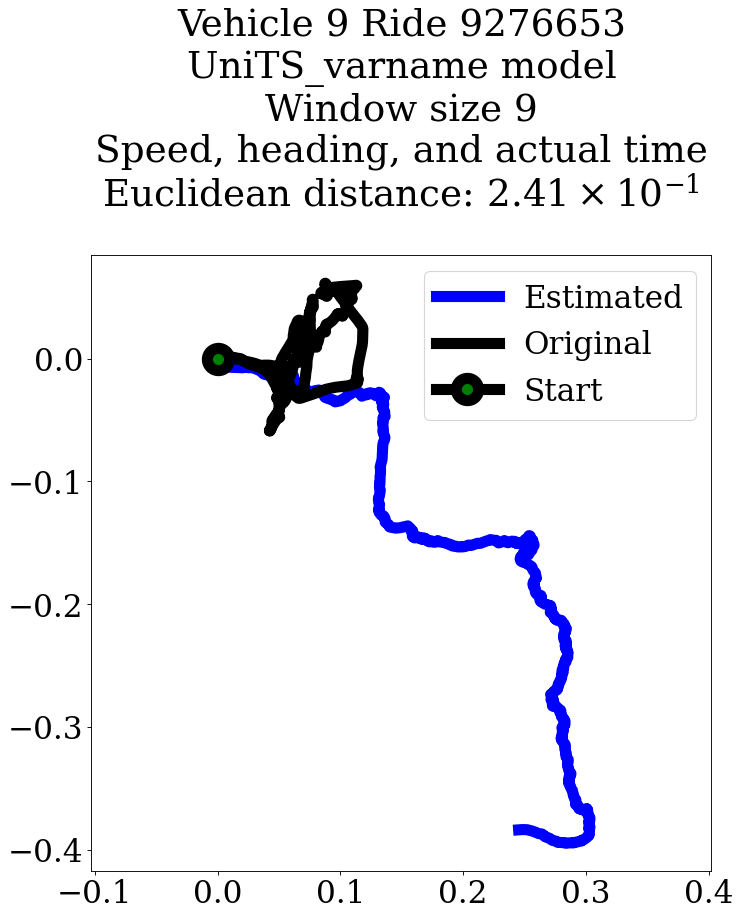 Vehicle 9 Ride 9276653
UniTS_varname model
Window size 9
Speed, heading, and actual time
Euclidean distance: 2.41 × 10⁻¹
Estimated
Original
Start
0.0
−0.1
−0.2
−0.3
−0.4
−0.1 0.0 0.1 0.2 0.3 0.4